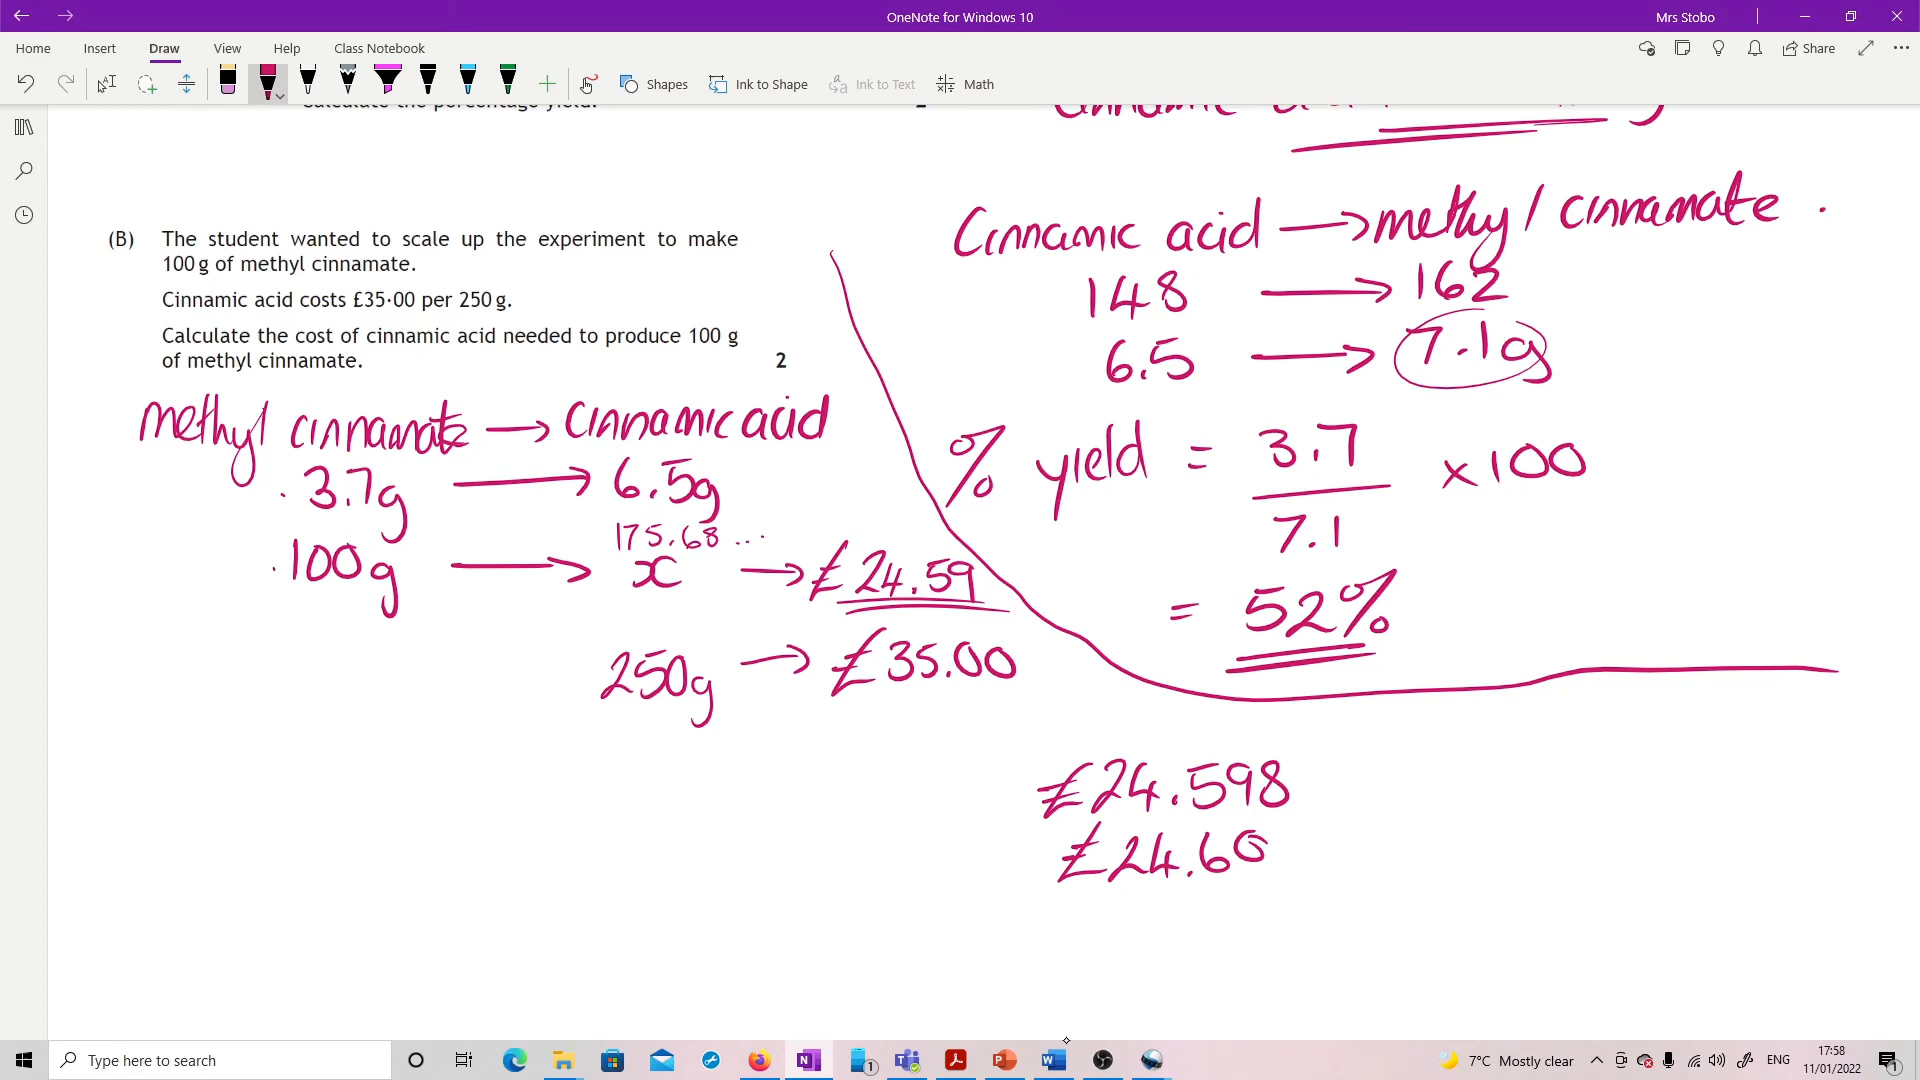 OneNote for Windows 10
Mrs Stobo
Home Insert Draw View Help Class Notebook
Share
Shapes Ink to Shape Ink to Text Math
Calculate the percentage yield.
(B) The student wanted to scale up the experiment to make
100 g of methyl cinnamate.
Cinnamic acid costs £35·00 per 250 g.
Calculate the cost of cinnamic acid needed to produce 100 g
of methyl cinnamate. 2
methyl cinnamate → cinnamic acid
3.7g → 6.5g
175.68 ...
100g → x → £24.59
250g → £35.00
Cinnamic acid → methyl cinnamate .
148 → 162
6.5 → 7.1g
% yield = 3.7 x 100
7.1
= 52%
£24.598
£24.60
Type here to search
7°C Mostly clear
ENG
17:58
11/01/2022